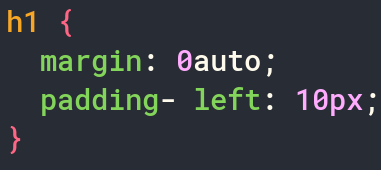 h1 {
margin: 0auto;
padding- left: 10px;
}